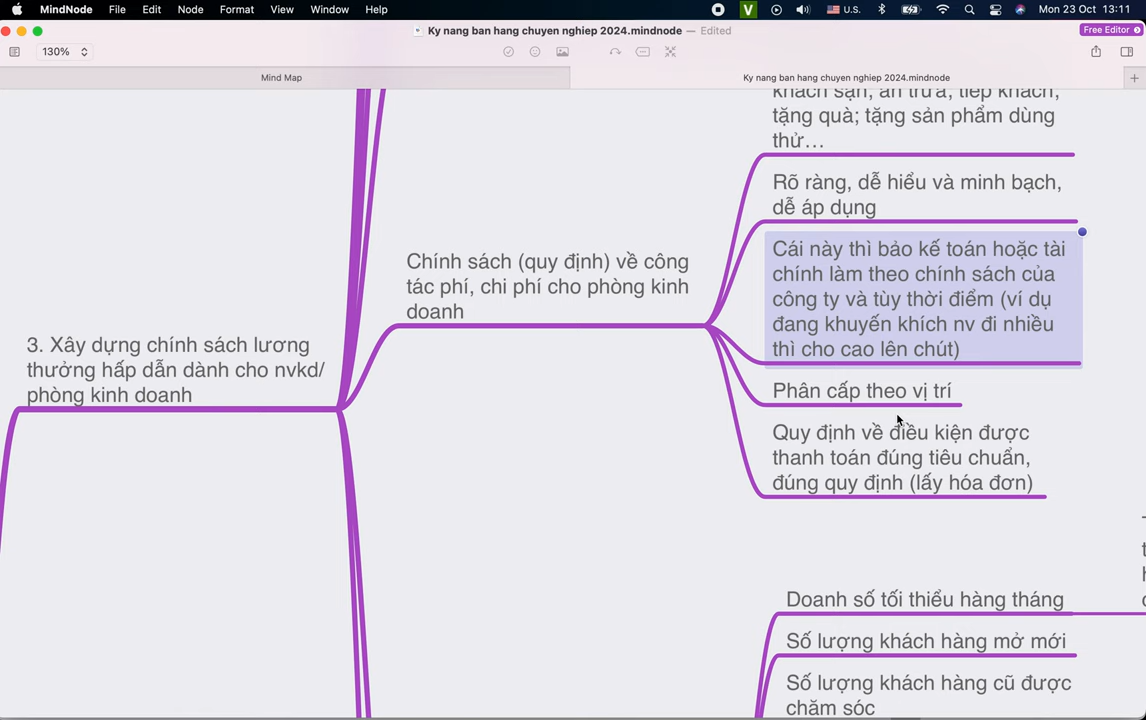 MindNode File Edit Node Format View Window Help
V U.S. Mon 23 Oct 13:11
Ky nang ban hang chuyen nghiep 2024.mindnode — Edited
Free Editor
130%
Mind Map
Ky nang ban hang chuyen nghiep 2024.mindnode
khách sạn, ăn trưa, tiếp khách,
tặng quà; tặng sản phẩm dùng
thử…
Rõ ràng, dễ hiểu và minh bạch,
dễ áp dụng
Cái này thì bảo kế toán hoặc tài
chính làm theo chính sách của
công ty và tùy thời điểm (ví dụ
đang khuyến khích nv đi nhiều
thì cho cao lên chút)
Phân cấp theo vị trí
Quy định về điều kiện được
thanh toán đúng tiêu chuẩn,
đúng quy định (lấy hóa đơn)
Chính sách (quy định) về công
tác phí, chi phí cho phòng kinh
doanh
3. Xây dựng chính sách lương
thưởng hấp dẫn dành cho nvkd/
phòng kinh doanh
Doanh số tối thiểu hàng tháng
Số lượng khách hàng mở mới
Số lượng khách hàng cũ được
chăm sóc